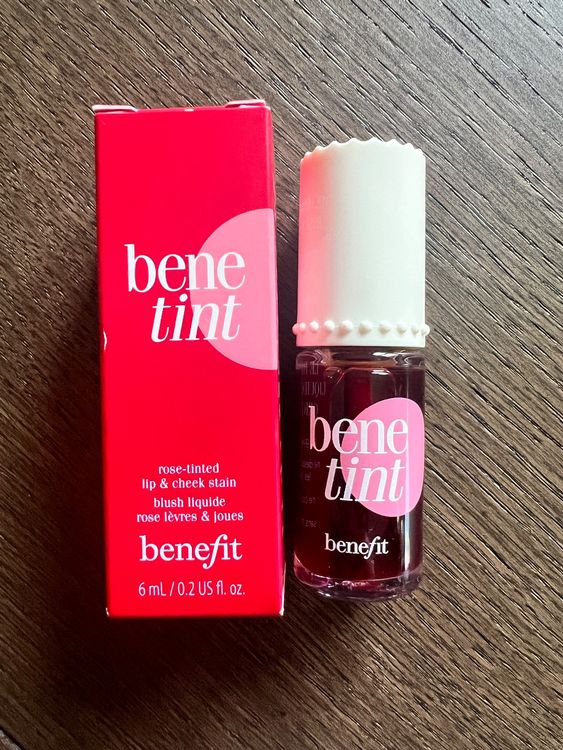 bene
tint
rose-tinted
lip & cheek stain
blush liquide
rose lèvres & joues
benefit
6 mL / 0.2 US fl. oz.
bene
tint
benefit